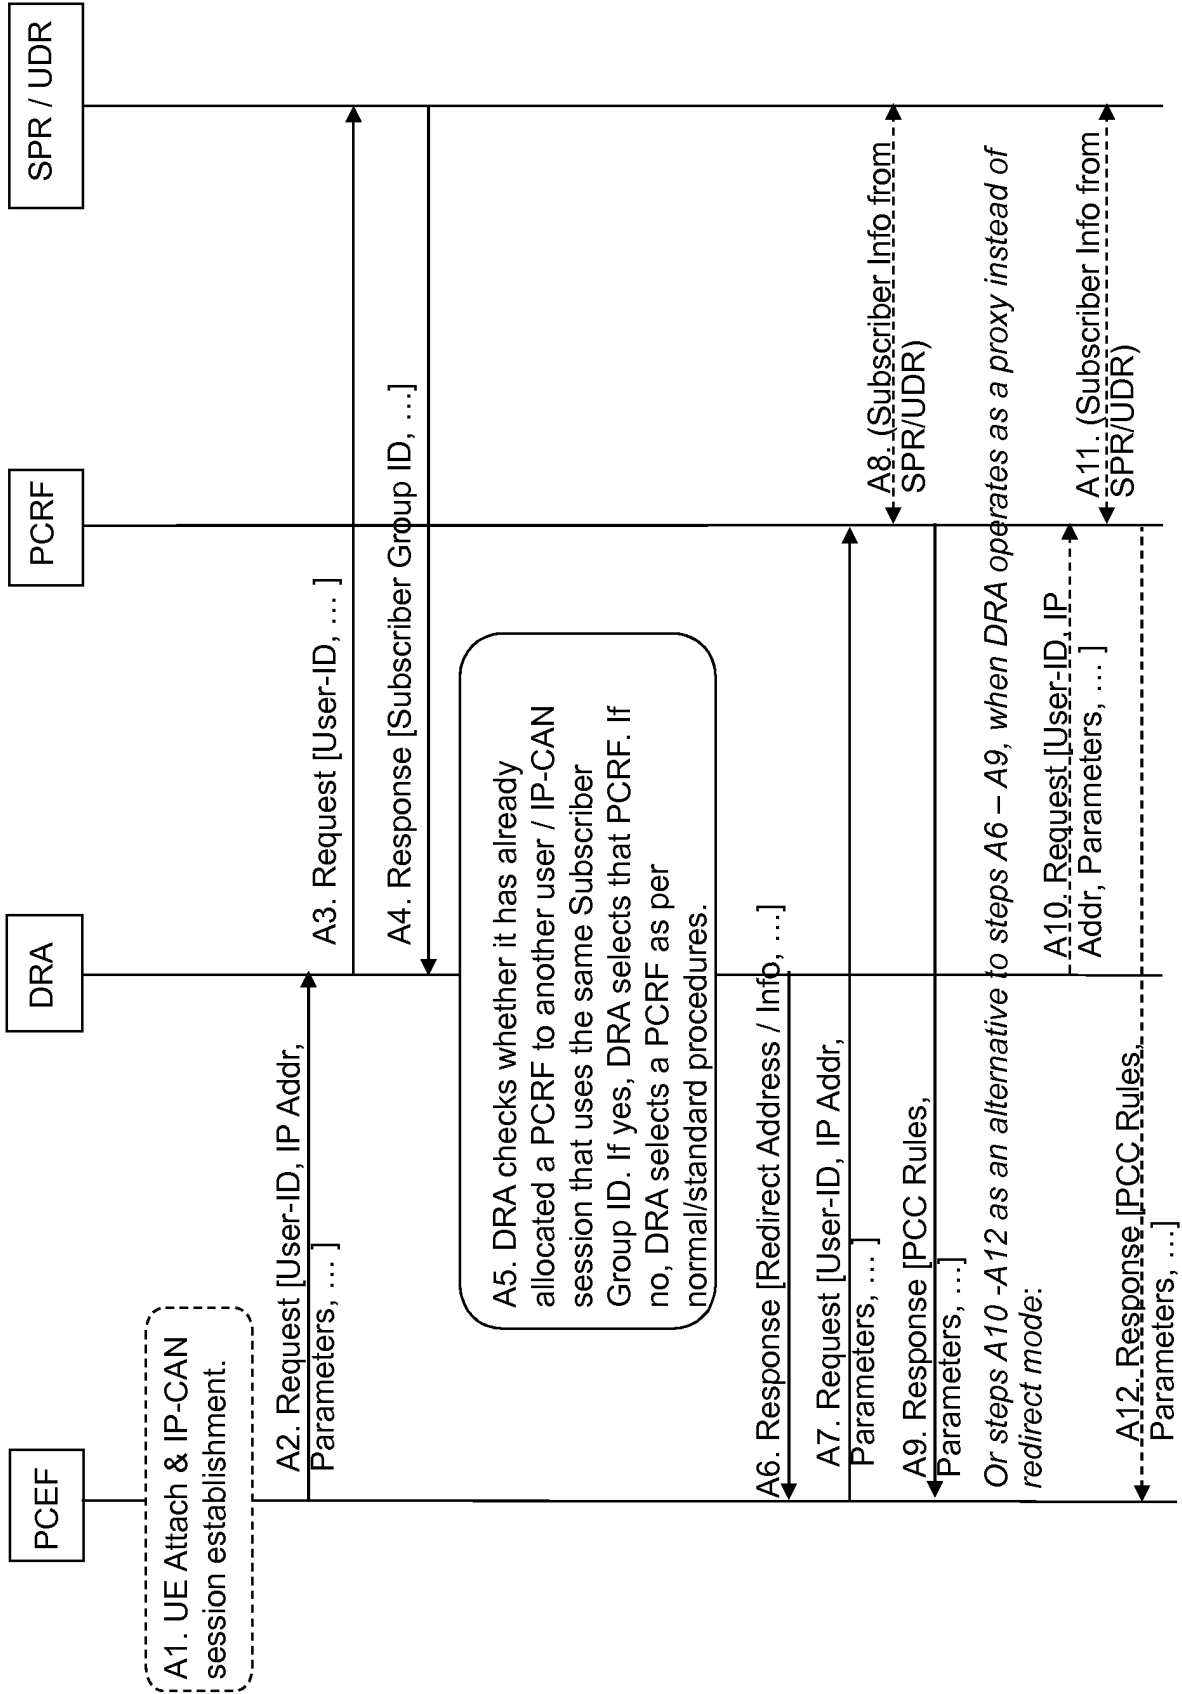 PCEF
DRA
PCRF
SPR / UDR
A1. UE Attach & IP-CAN
session establishment.
A2. Request [User-ID, IP Addr,
Parameters, … ]
A3. Request [User-ID, … ]
A4. Response [Subscriber Group ID, …]
A5. DRA checks whether it has already
allocated a PCRF to another user / IP-CAN
session that uses the same Subscriber
Group ID. If yes, DRA selects that PCRF. If
no, DRA selects a PCRF as per
normal/standard procedures.
A6. Response [Redirect Address / Info, …]
A7. Request [User-ID, IP Addr,
Parameters, … ]
A8. (Subscriber Info from
SPR/UDR)
A9. Response [PCC Rules,
Parameters, …]
Or steps A10 -A12 as an alternative to steps A6 – A9, when DRA operates as a proxy instead of
redirect mode:
A10. Request [User-ID, IP
Addr, Parameters, … ]
A11. (Subscriber Info from
SPR/UDR)
A12. Response [PCC Rules,
Parameters, …]